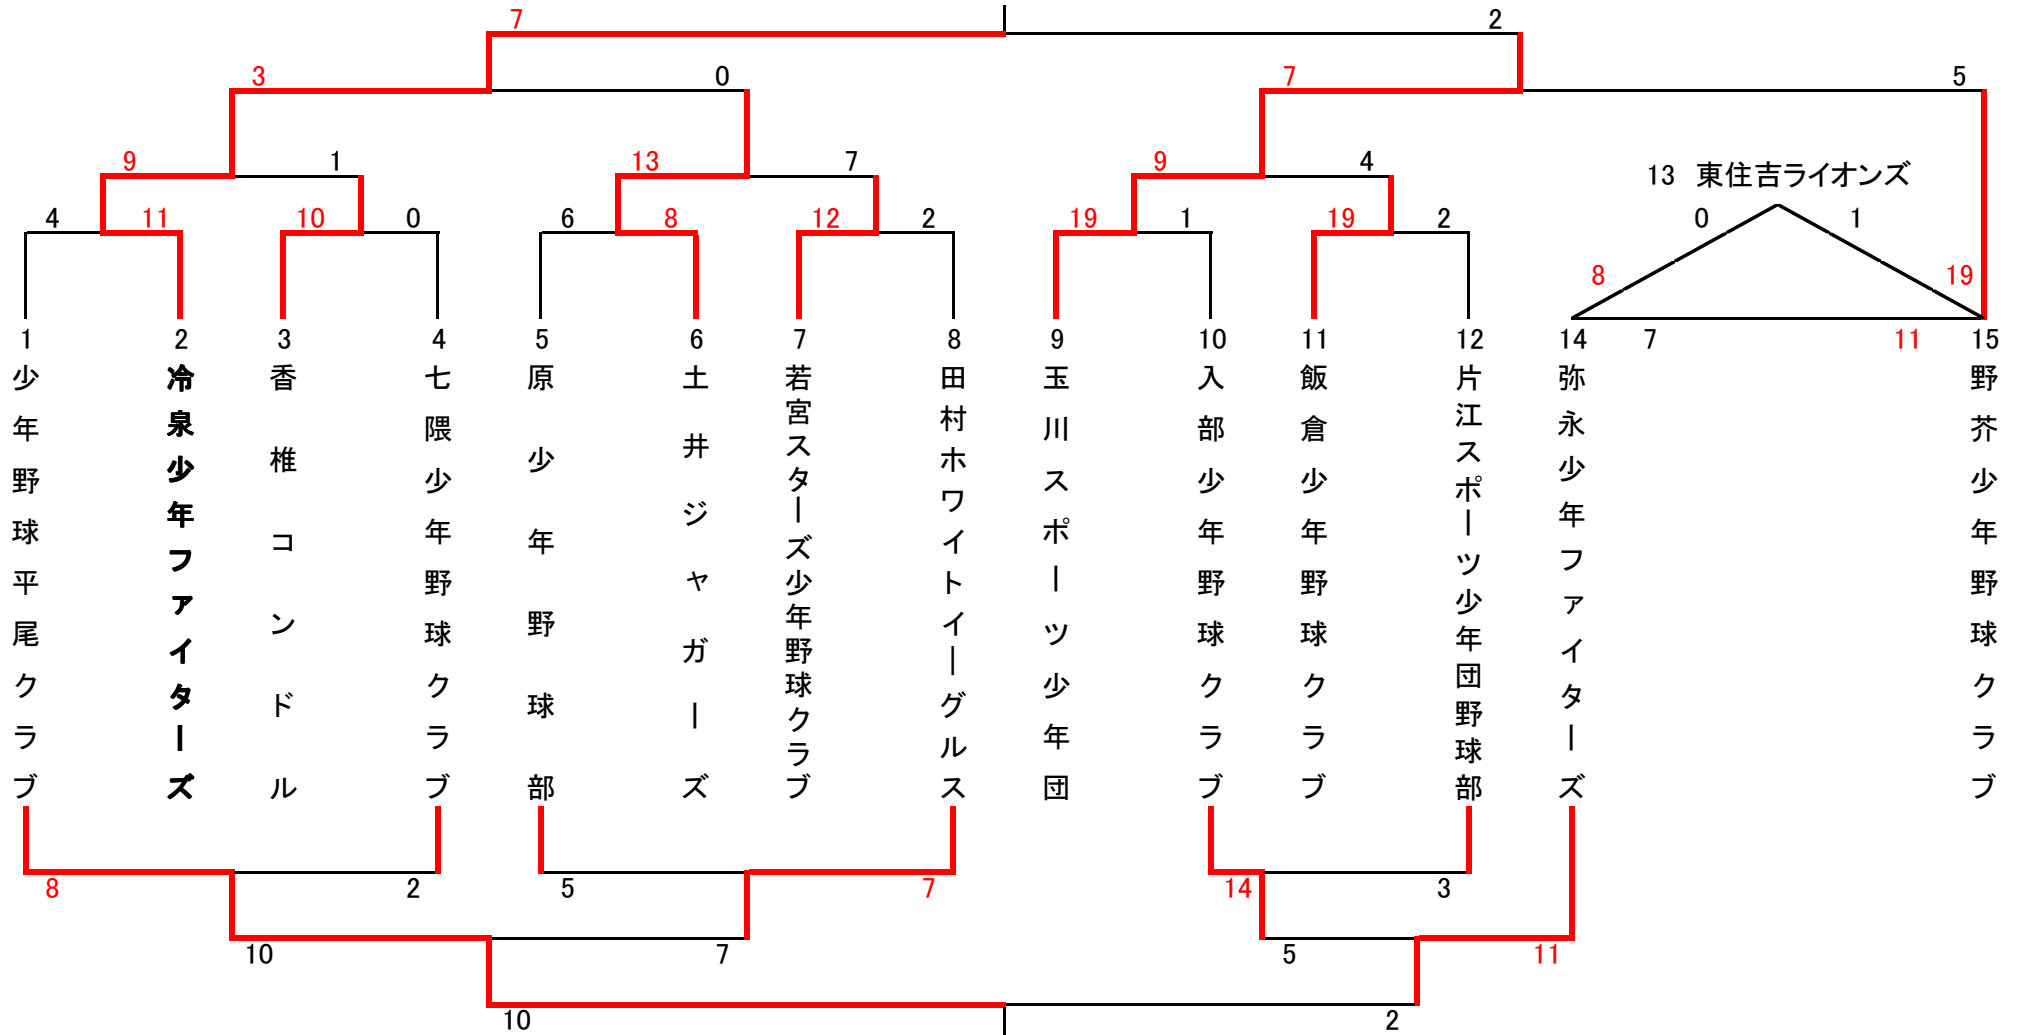 7 2
3 0 7 5
9 1 13 7 9 4
13 東住吉ライオンズ
4 11 10 0 6 8 12 2 19 1 19 2 0 1
8 19
7 11
1 少年野球平尾クラブ
2 冷泉少年ファイターズ
3 香椎コンドル
4 七隈少年野球クラブ
5 原少年野球部
6 土井ジャガーズ
7 若宮スターズ少年野球クラブ
8 田村ホワイトイーグルス
9 玉川スポーツ少年団
10 入部少年野球クラブ
11 飯倉少年野球クラブ
12 片江スポーツ少年団野球部
14 弥永少年ファイターズ
15 野芥少年野球クラブ
8 2 5 7 14 3
10 7 5 11
10 2